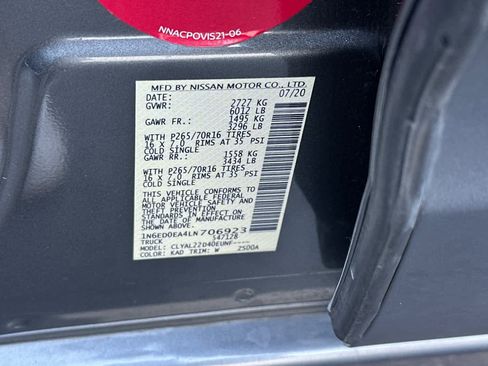 NNACPOVIS21-06
MFD BY NISSAN MOTOR CO., LTD.
DATE: 07/20
GVWR: 2727 KG
6012 LB
GAWR FR.: 1495 KG
3296 LB
WITH P265/70R16 TIRES
16 x 7.0 RIMS AT 35 PSI
COLD SINGLE
GAWR RR.: 1558 KG
3434 LB
WITH P265/70R16 TIRES
16 x 7.0 RIMS AT 35 PSI
COLD SINGLE
THIS VEHICLE CONFORMS TO
ALL APPLICABLE FEDERAL
MOTOR VEHICLE SAFETY
AND THEFT PREVENTION
STANDARDS IN EFFECT ON THE
DATE OF MANUFACTURE
SHOWN ABOVE.
1N6ED0EA4LN706923
TRUCK 547128
MODEL: CLYAL22D40EUNF----
COLOR: KAD TRIM: W 2500A